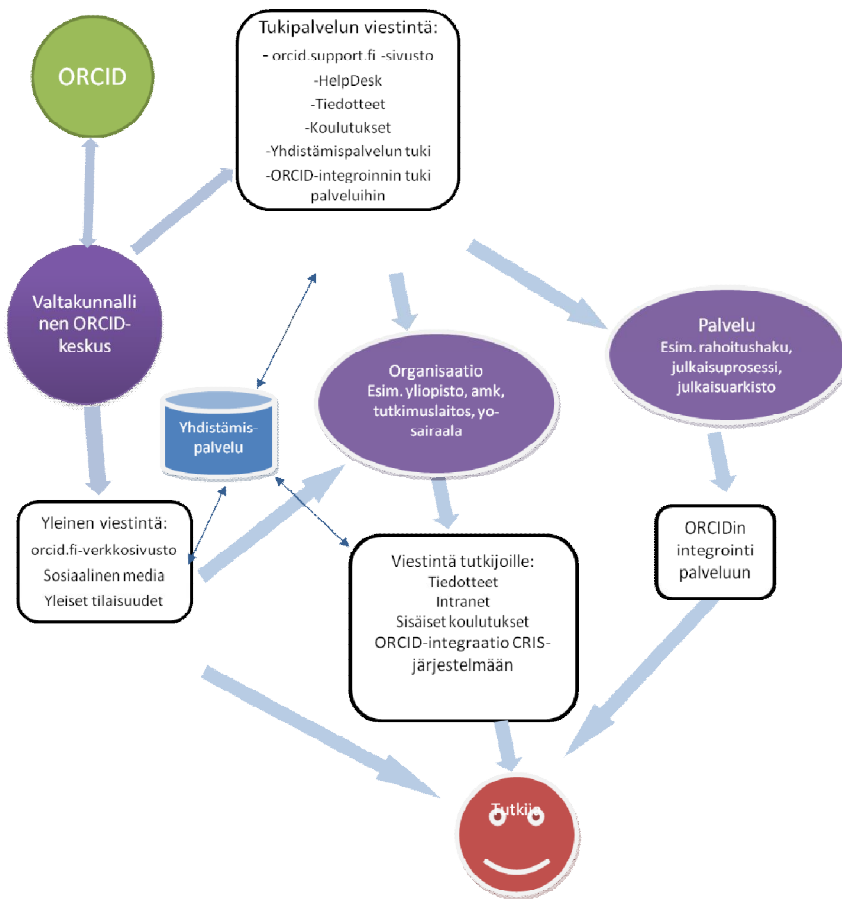 Tukipalvelun viestintä:
- orcid.support.fi -sivusto
-HelpDesk
-Tiedotteet
-Koulutukset
-Yhdistämispalvelun tuki
-ORCID-integroinnin tuki
palveluihin
ORCID
Valtakunnalli
nen ORCID-
keskus
Palvelu
Esim. rahoitushaku,
julkaisuprosessi,
julkaisuarkisto
Organisaatio
Esim. yliopisto, amk,
tutkimuslaitos, yo-
sairaala
Yhdistämis-
palvelu
Yleinen viestintä:
orcid.fi-verkkosivusto
Sosiaalinen media
Yleiset tilaisuudet
Viestintä tutkijoille:
Tiedotteet
Intranet
Sisäiset koulutukset
ORCID-integraatio CRIS-
järjestelmään
ORCIDin
integrointi
palveluun
Tutkija